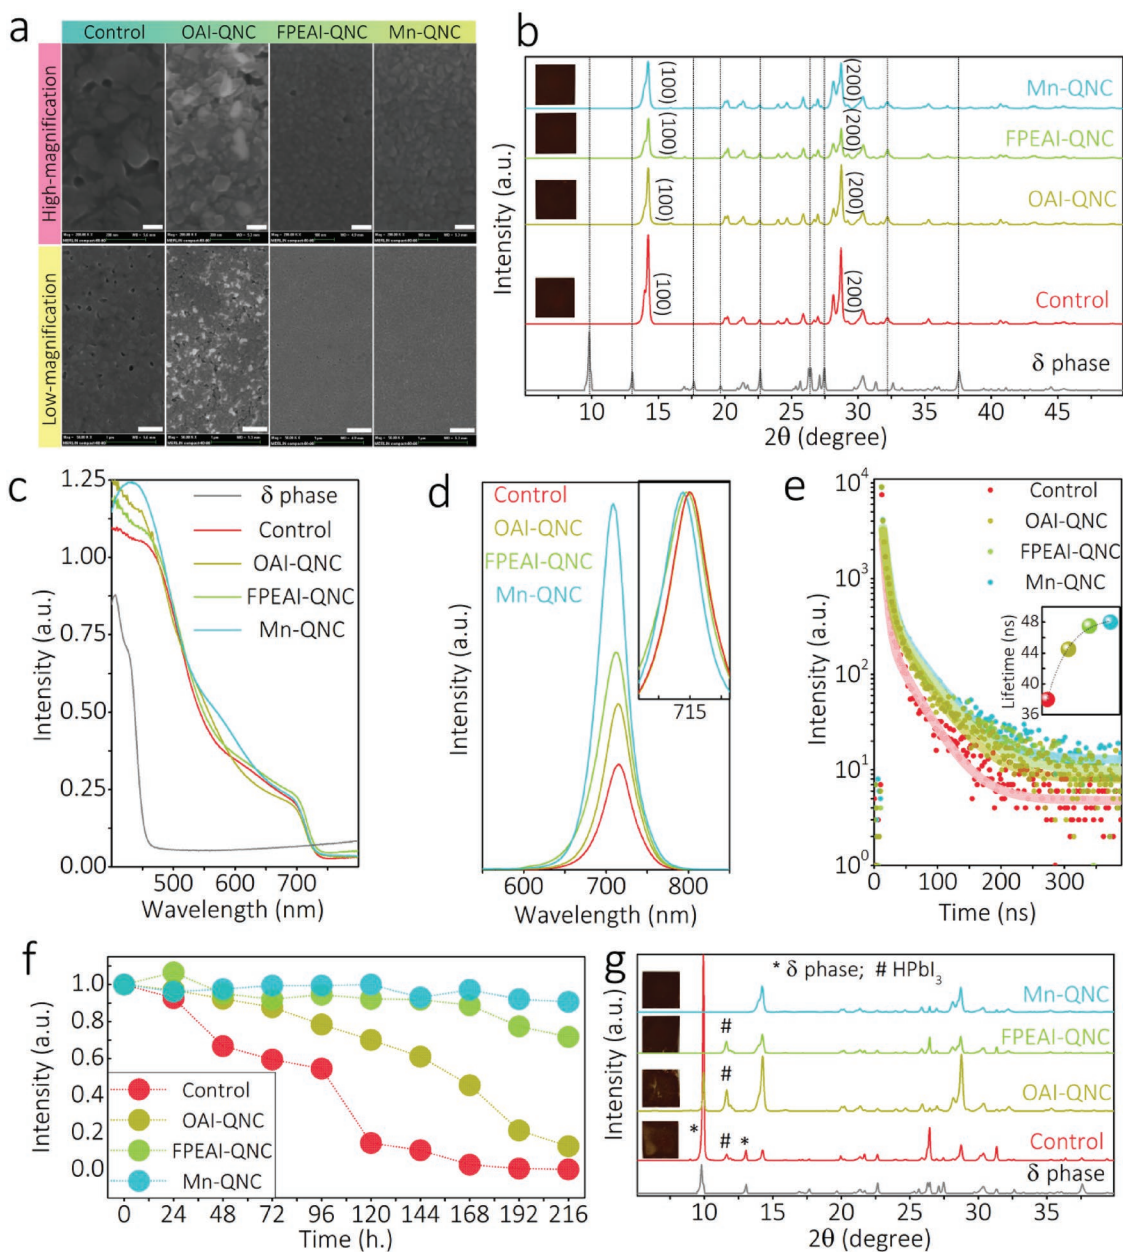 a
Control
OAI-QNC
FPEAI-QNC
Mn-QNC
High-magnification
Low-magnification
b
Intensity (a.u.)
(100)
(200)
Mn-QNC
(100)
(200)
FPEAI-QNC
(100)
(200)
OAI-QNC
(100)
(200)
Control
δ phase
10 15 20 25 30 35 40 45
2θ (degree)
c
Intensity (a.u.)
1.25
1.00
0.75
0.50
0.25
0.00
δ phase
Control
OAI-QNC
FPEAI-QNC
Mn-QNC
500 600 700
Wavelength (nm)
d
Intensity (a.u.)
Control
OAI-QNC
FPEAI-QNC
Mn-QNC
715
600 700 800
Wavelength (nm)
e
Intensity (a.u.)
10⁴
10³
10²
10¹
10⁰
Control
OAI-QNC
FPEAI-QNC
Mn-QNC
Lifetime (ns)
48
44
40
36
0 100 200 300
Time (ns)
f
Intensity (a.u.)
1.0
0.8
0.6
0.4
0.2
0.0
Control
OAI-QNC
FPEAI-QNC
Mn-QNC
0 24 48 72 96 120 144 168 192 216
Time (h.)
g
Intensity (a.u.)
* δ phase; # HPbI₃
Mn-QNC
#
FPEAI-QNC
#
OAI-QNC
* # *
Control
δ phase
10 15 20 25 30 35
2θ (degree)